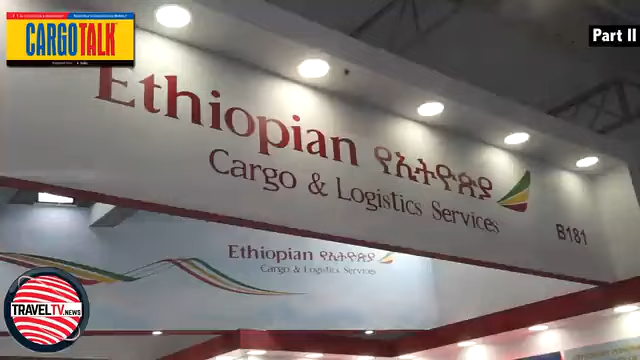 CARGOTALK
Part II
Ethiopian የኢትዮጵያ
Cargo & Logistics Services
B181
Ethiopian የኢትዮጵያ
Cargo & Logistics Services
TRAVELTV.NEWS